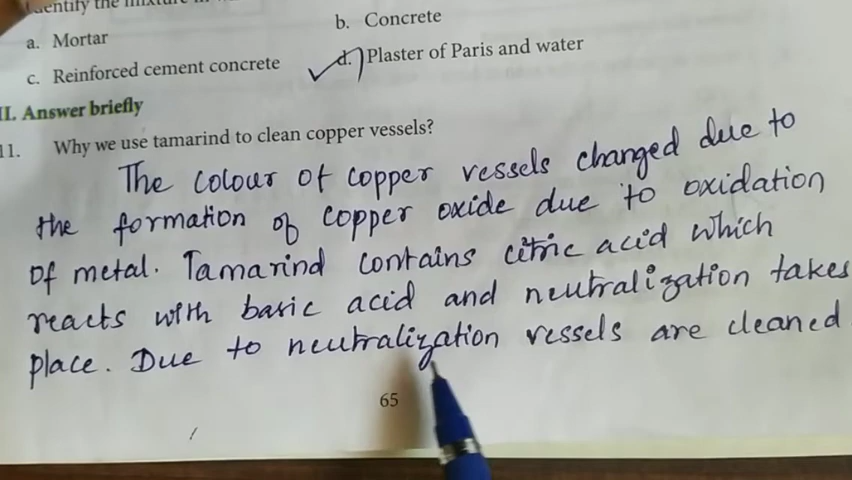 Identify the mixture
a. Mortar
b. Concrete
c. Reinforced cement concrete
d. Plaster of Paris and water
II. Answer briefly
11. Why we use tamarind to clean copper vessels?
The colour of copper vessels changed due to
the formation of copper oxide due to oxidation
of metal. Tamarind contains citric acid which
reacts with basic acid and neutralization takes
place. Due to neutralization vessels are cleaned
65